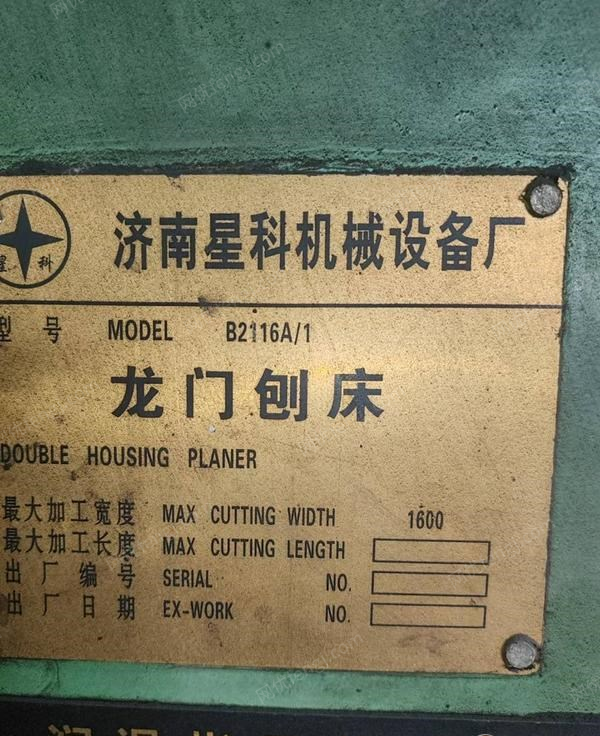 济南星科机械设备厂
星 科
型 号 MODEL B2116A/1
龙门刨床
DOUBLE HOUSING PLANER
最大加工宽度 MAX CUTTING WIDTH 1600
最大加工长度 MAX CUTTING LENGTH
出厂编号 SERIAL NO.
出厂日期 EX-WORK NO.